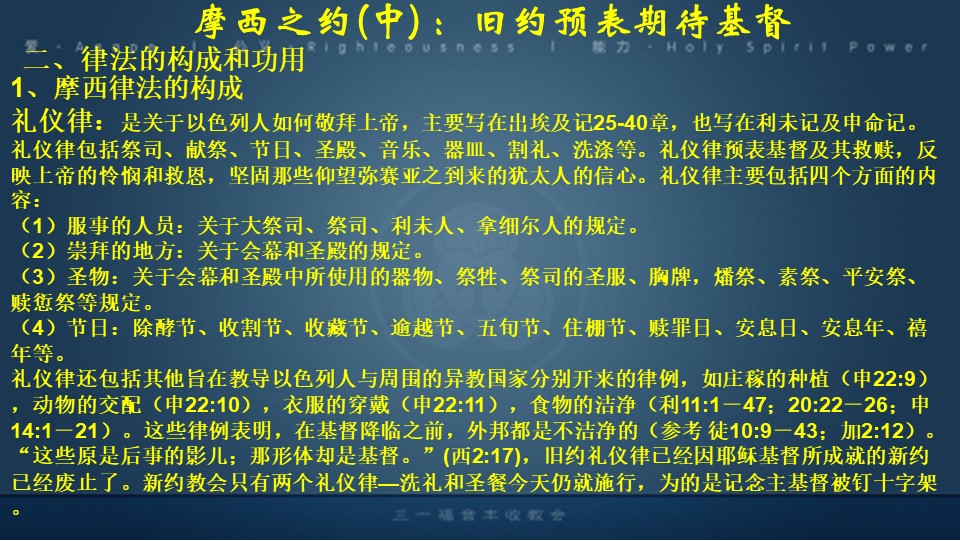 摩西之约(中)：旧约预表期待基督
爱·Agape | 公义·Righteousness | 能力·Holy Spirit Power
二、律法的构成和功用
1、摩西律法的构成
礼仪律：是关于以色列人如何敬拜上帝，主要写在出埃及记25-40章，也写在利未记及申命记。
礼仪律包括祭司、献祭、节日、圣殿、音乐、器皿、割礼、洗涤等。礼仪律预表基督及其救赎，反
映上帝的怜悯和救恩，坚固那些仰望弥赛亚之到来的犹太人的信心。礼仪律主要包括四个方面的内
容：
（1）服事的人员：关于大祭司、祭司、利未人、拿细尔人的规定。
（2）崇拜的地方：关于会幕和圣殿的规定。
（3）圣物：关于会幕和圣殿中所使用的器物、祭牲、祭司的圣服、胸牌，燔祭、素祭、平安祭、
赎愆祭等规定。
（4）节日：除酵节、收割节、收藏节、逾越节、五旬节、住棚节、赎罪日、安息日、安息年、禧
年等。
礼仪律还包括其他旨在教导以色列人与周围的异教国家分别开来的律例，如庄稼的种植（申22:9）
，动物的交配（申22:10），衣服的穿戴（申22:11），食物的洁净（利11:1－47；20:22－26；申
14:1－21）。这些律例表明，在基督降临之前，外邦都是不洁净的（参考 徒10:9－43；加2:12）。
“这些原是后事的影儿；那形体却是基督。”(西2:17)，旧约礼仪律已经因耶稣基督所成就的新约
已经废止了。新约教会只有两个礼仪律—洗礼和圣餐今天仍就施行，为的是记念主基督被钉十字架
。
三一福音丰收教会